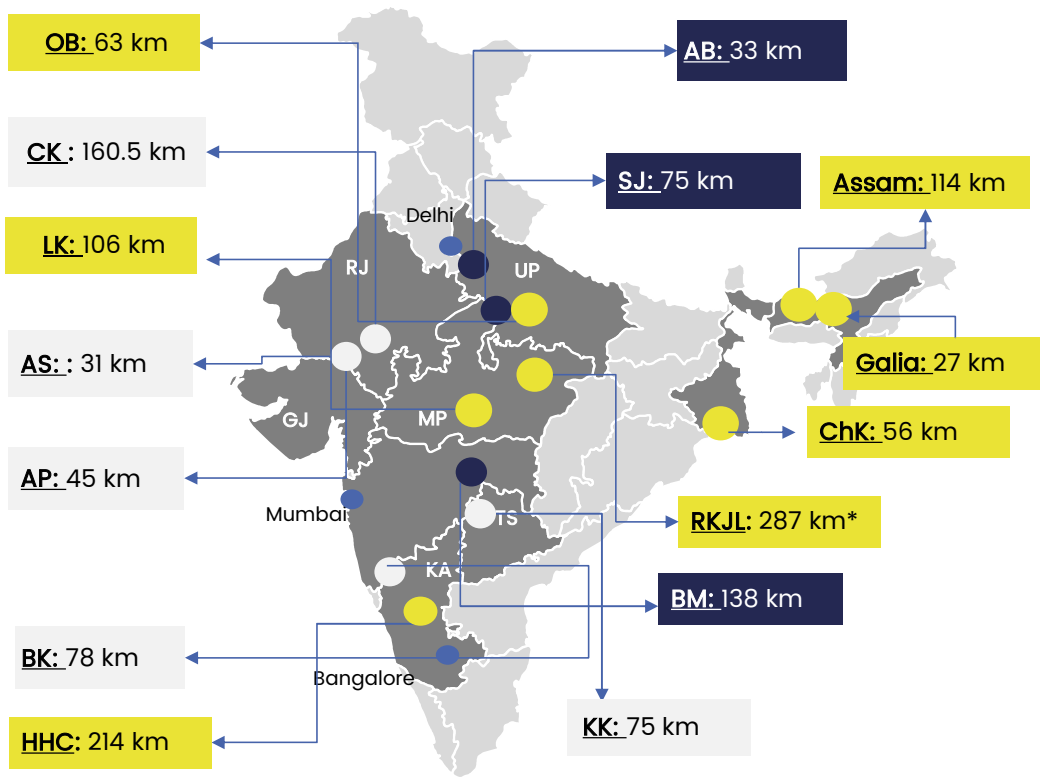 OB: 63 km
AB: 33 km
CK : 160.5 km
SJ: 75 km
Assam: 114 km
Delhi
LK: 106 km
RJ
UP
AS: : 31 km
Galia: 27 km
GJ
MP
ChK: 56 km
AP: 45 km
Mumbai
TS
RKJL: 287 km*
KA
BM: 138 km
BK: 78 km
Bangalore
KK: 75 km
HHC: 214 km